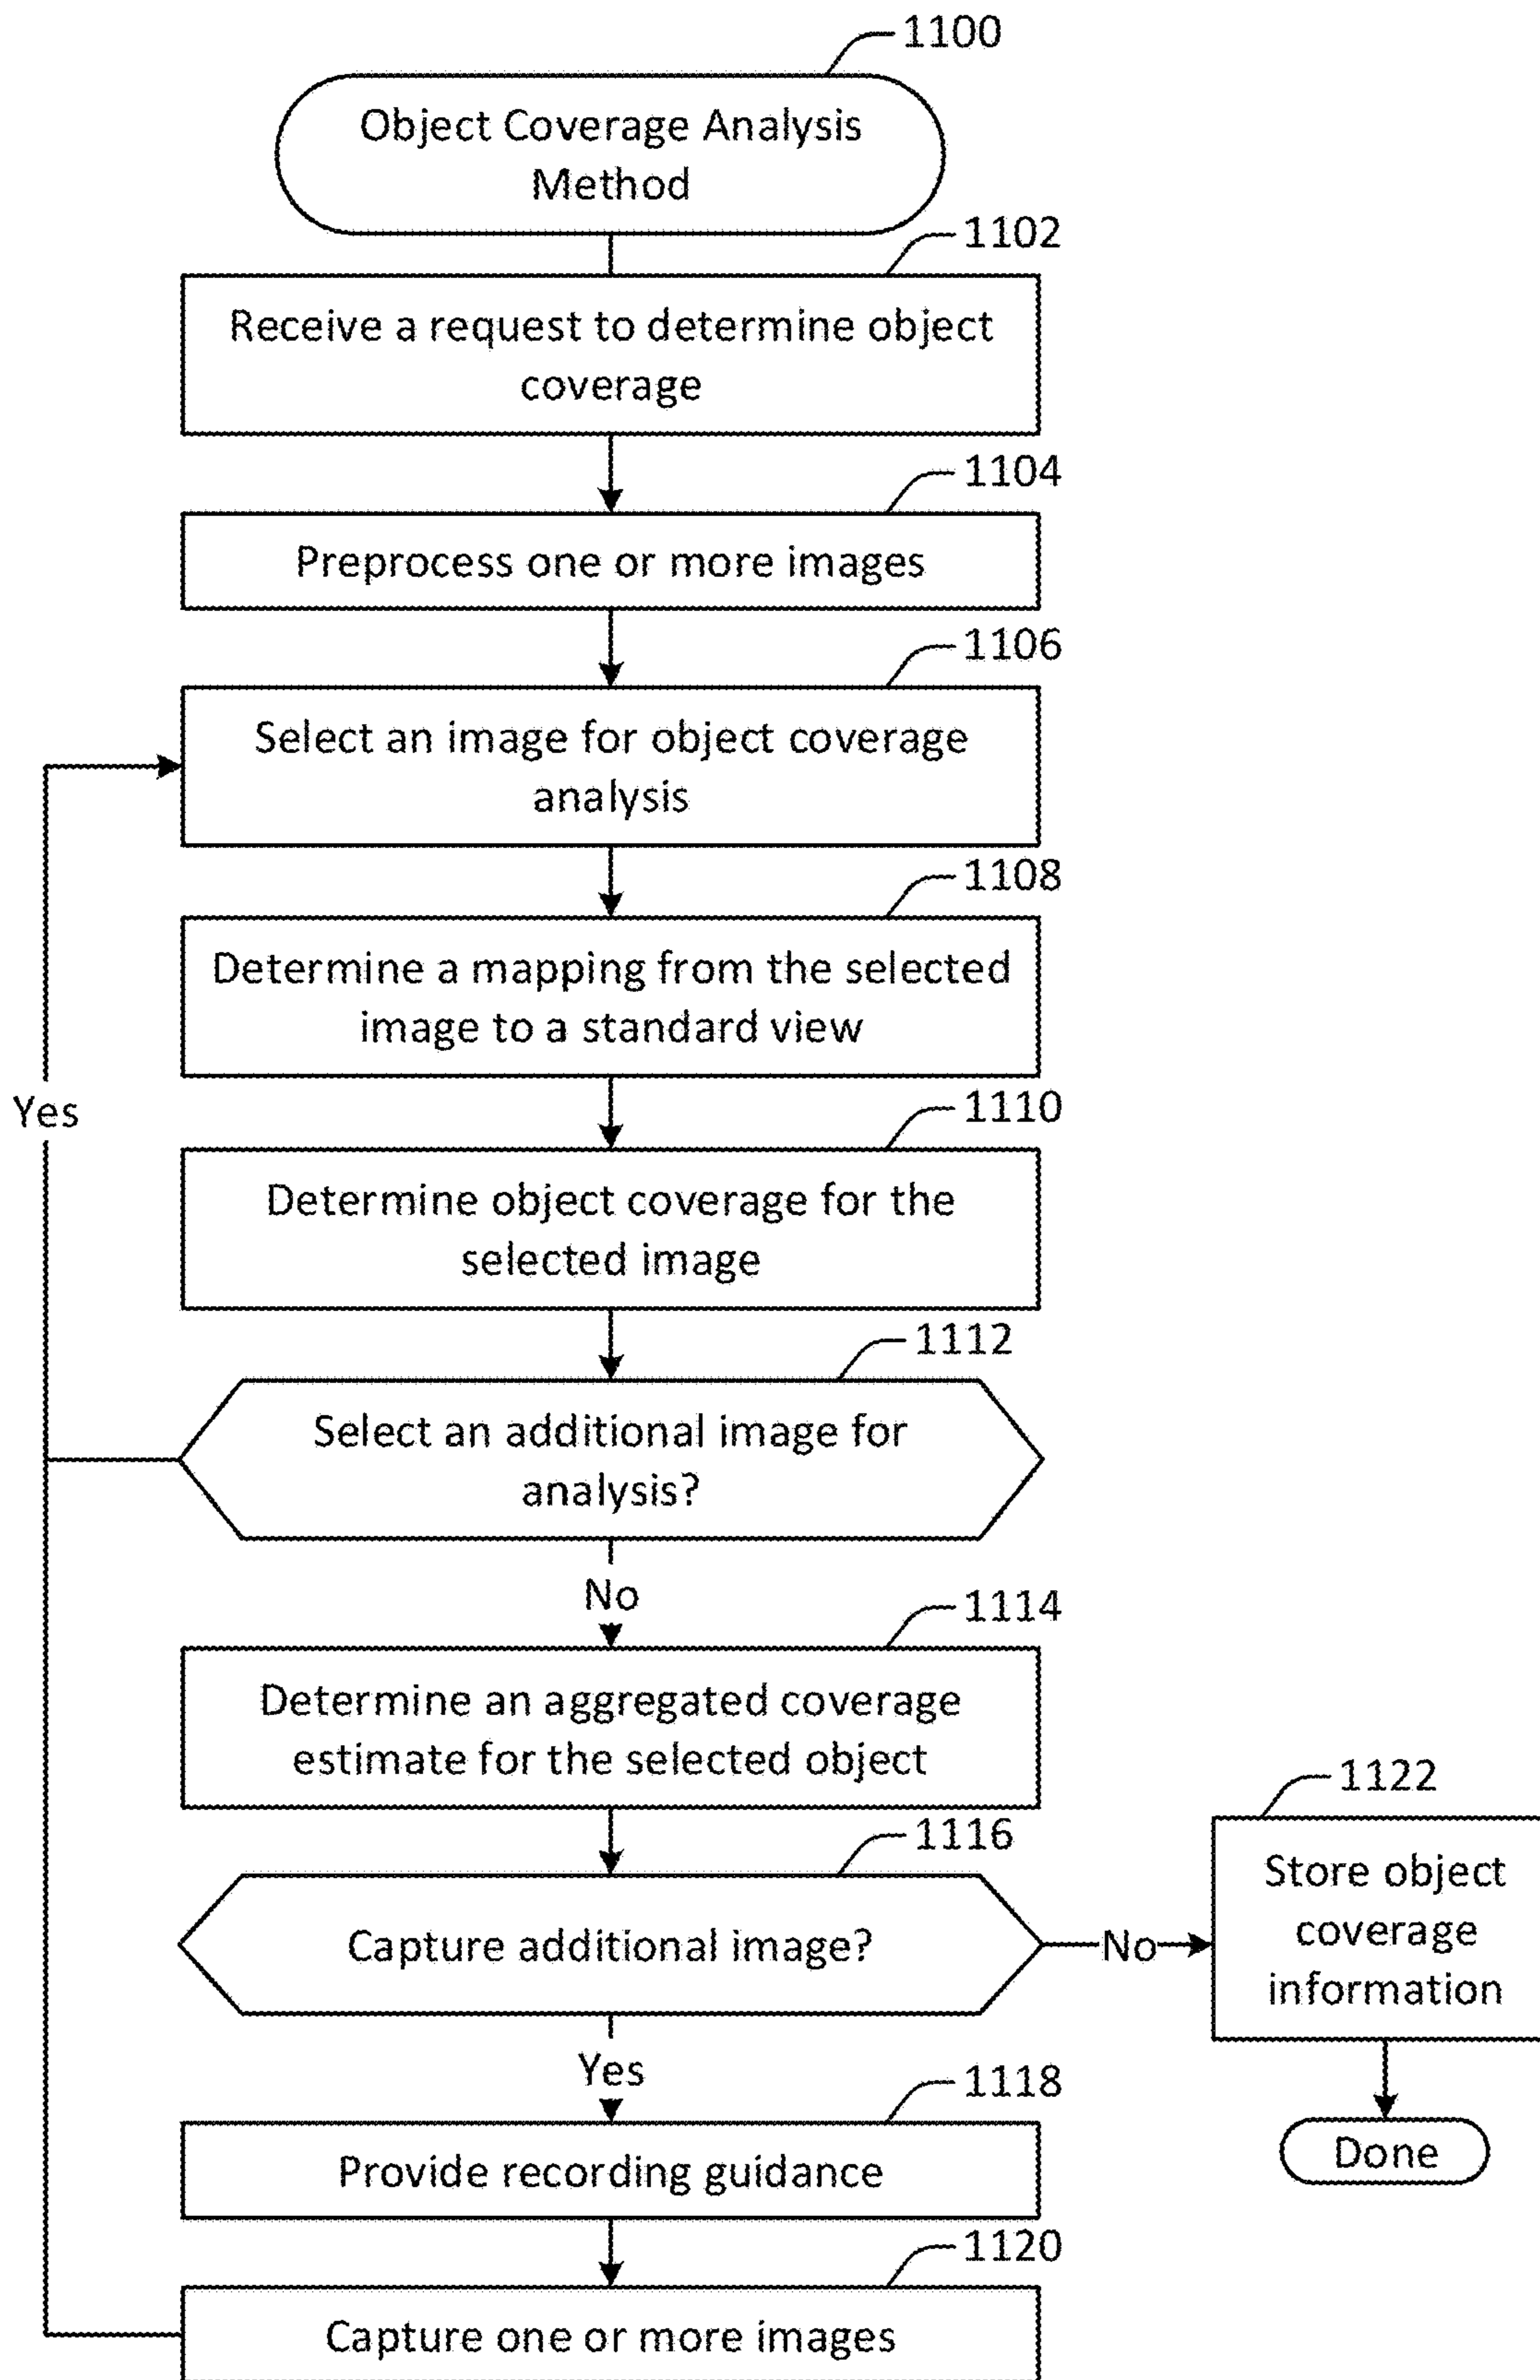 1100
Object Coverage Analysis
Method
1102
Receive a request to determine object
coverage
1104
Preprocess one or more images
1106
Select an image for object coverage
analysis
1108
Determine a mapping from the selected
image to a standard view
Yes
1110
Determine object coverage for the
selected image
1112
Select an additional image for
analysis?
No
1114
Determine an aggregated coverage
estimate for the selected object
1116
Capture additional image?
No
1122
Store object
coverage
information
Done
Yes
1118
Provide recording guidance
1120
Capture one or more images